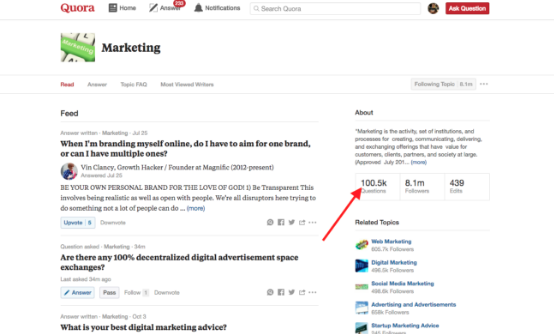 Quora
Home
Answer
Notifications
Search Quora
Ask Question
Marketing
Read
Answer
Topic FAQ
Most Viewed Writers
Following Topic
8.1m
Feed
Answer written · Marketing · Jul 25
When I'm branding myself online, do I have to aim for one brand,
or can I have multiple ones?
Vin Clancy, Growth Hacker / Founder at Magnific (2012-present)
Answered Jul 25
BE YOUR OWN PERSONAL BRAND FOR THE LOVE OF GOD! 1) Be Transparent This
involves being realistic as well as open with people. We're all disruptors here trying to
do something not a lot of people can do ... (more)
Upvote 9
Downvote
Question asked · Marketing · 34m
Are there any 100% decentralized digital advertisement space
exchanges?
Last asked 34m ago
Answer
Pass
Follow 1
Downvote
Answer written · Marketing · Oct 3
What is your best digital marketing advice?
About
"Marketing is the activity, set of institutions, and
processes for creating, communicating, delivering,
and exchanging offerings that have value for
customers, clients, partners, and society at large.
(Approved July 201... (more)
100.5k
Questions
8.1m
Followers
439
Edits
Related Topics
Web Marketing
605.7k Followers
Digital Marketing
Followers
Social Media Marketing
Followers
Advertising and Advertisements
658k Followers
Startup Marketing Advice
Followers